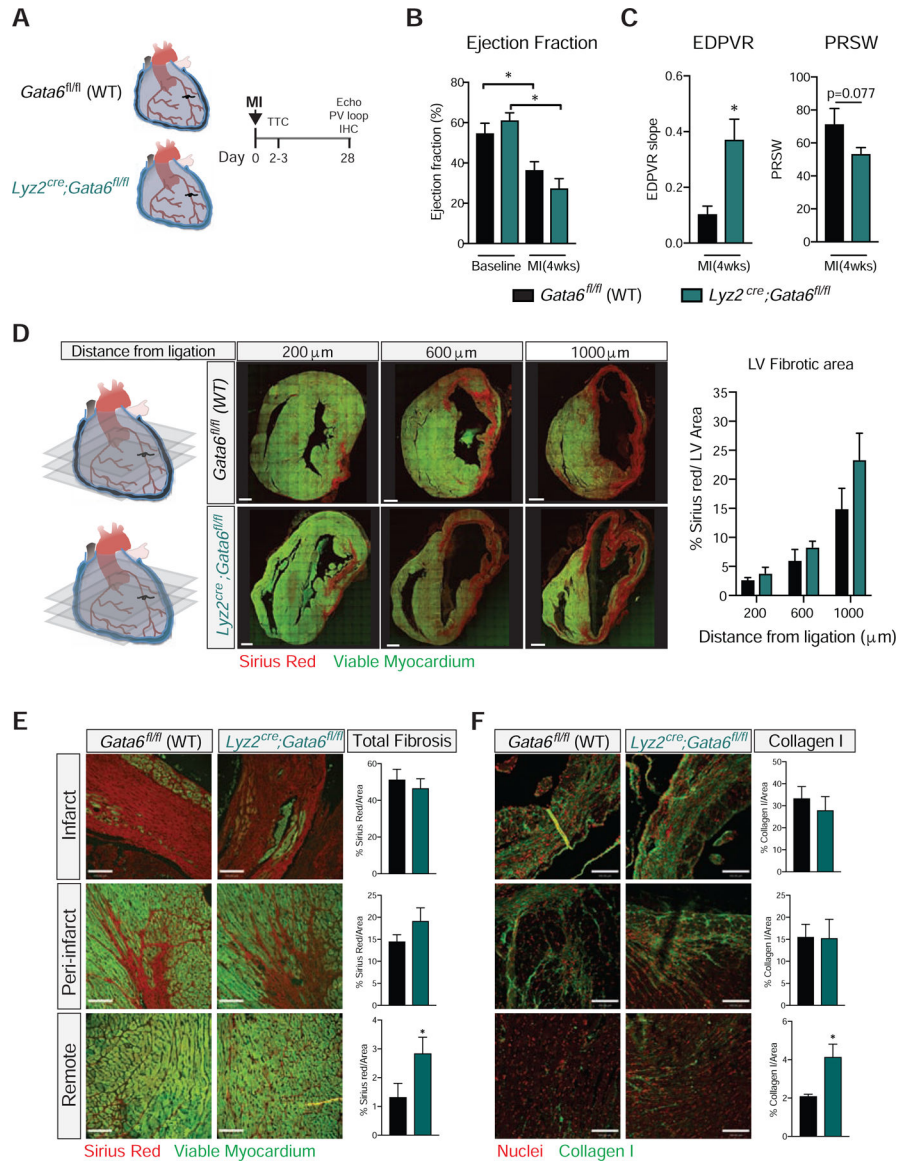 A
Gata6fl/fl (WT)
Lyz2cre;Gata6fl/fl
MI
TTC
Echo
PV loop
IHC
Day 0 2-3 28
B
Ejection Fraction
Ejection fraction (%)
80
60
40
20
0
*
*
Baseline MI(4wks)
C
EDPVR
EDPVR slope
0.6
0.4
0.2
0.0
*
MI(4wks)
PRSW
PRSW
100
80
60
40
20
0
p=0.077
MI(4wks)
Gata6fl/fl (WT) Lyz2cre;Gata6fl/fl
D
Distance from ligation 200 μm 600 μm 1000 μm
Gata6fl/fl (WT)
Lyz2cre;Gata6fl/fl
Sirius Red Viable Myocardium
LV Fibrotic area
% Sirius red/ LV Area
35
30
25
20
15
10
5
0
200 600 1000
Distance from ligation (μm)
E
Gata6fl/fl (WT) Lyz2cre;Gata6fl/fl Total Fibrosis
Infarct
% Sirius Red/Area
60
40
20
0
Peri-infarct
% Sirius Red/Area
25
20
15
10
5
0
Remote
% Sirius red/Area
4
3
2
1
0
*
Sirius Red Viable Myocardium
F
Gata6fl/fl (WT) Lyz2cre;Gata6fl/fl Collagen I
% Collagen I/Area
50
40
30
20
10
0
% Collagen I/Area
30
25
20
15
10
5
0
% Collagen I/Area
6
4
2
0
*
Nuclei Collagen I